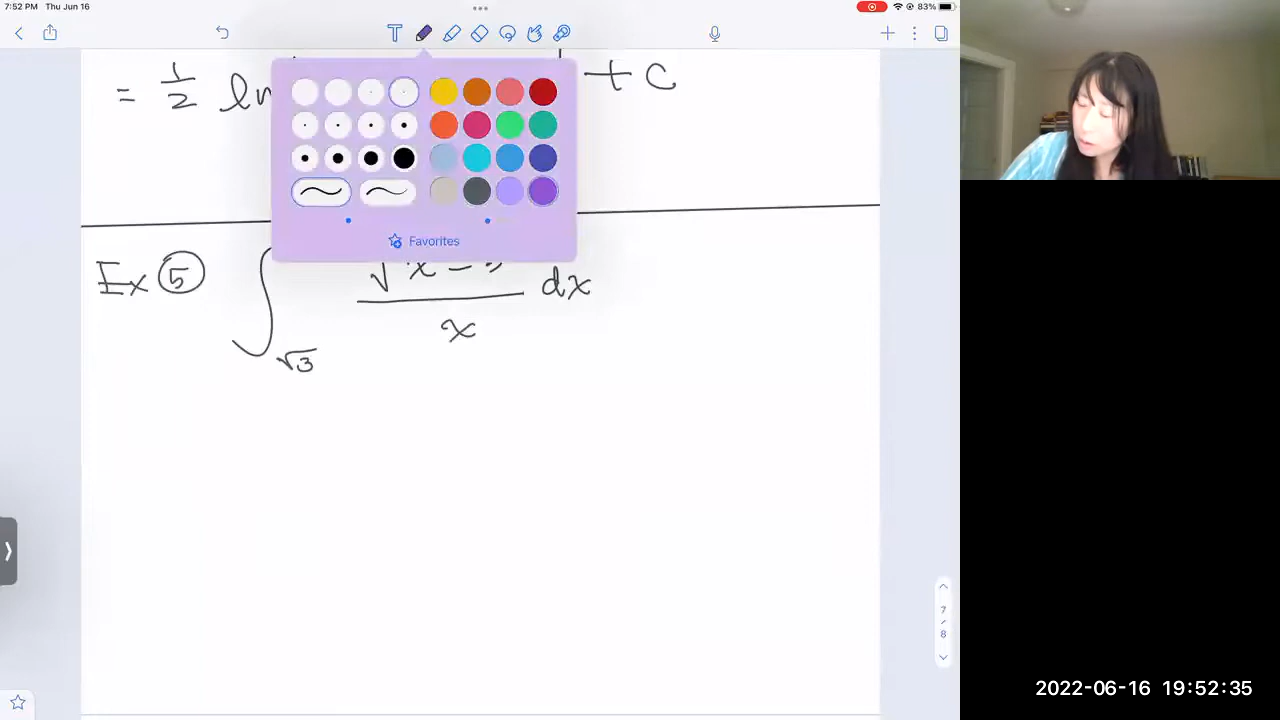 7:52 PM Thu Jun 16
83%
= 1/2 ln + C
Favorites
Ex ⑤ ∫ √x - dx
x
√3
7
/
8
2022-06-16 19:52:35